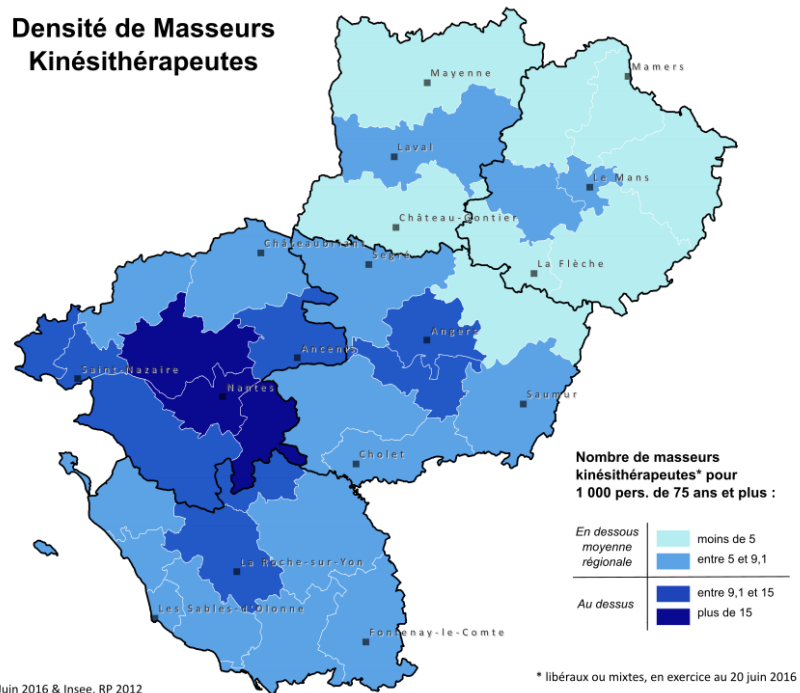 Densité de Masseurs
Kinésithérapeutes
Mayenne
Mamers
Laval
Le Mans
Château-Gontier
Châteaubriant
Segré
La Flèche
Angers
Ancenis
Saint-Nazaire
Nantes
Saumur
Cholet
La Roche-sur-Yon
Les Sables-d'Olonne
Fontenay-le-Comte
Nombre de masseurs
kinésithérapeutes* pour
1 000 pers. de 75 ans et plus :
En dessous
moyenne
régionale
moins de 5
entre 5 et 9,1
Au dessus
entre 9,1 et 15
plus de 15
* libéraux ou mixtes, en exercice au 20 juin 2016
Juin 2016 & Insee, RP 2012